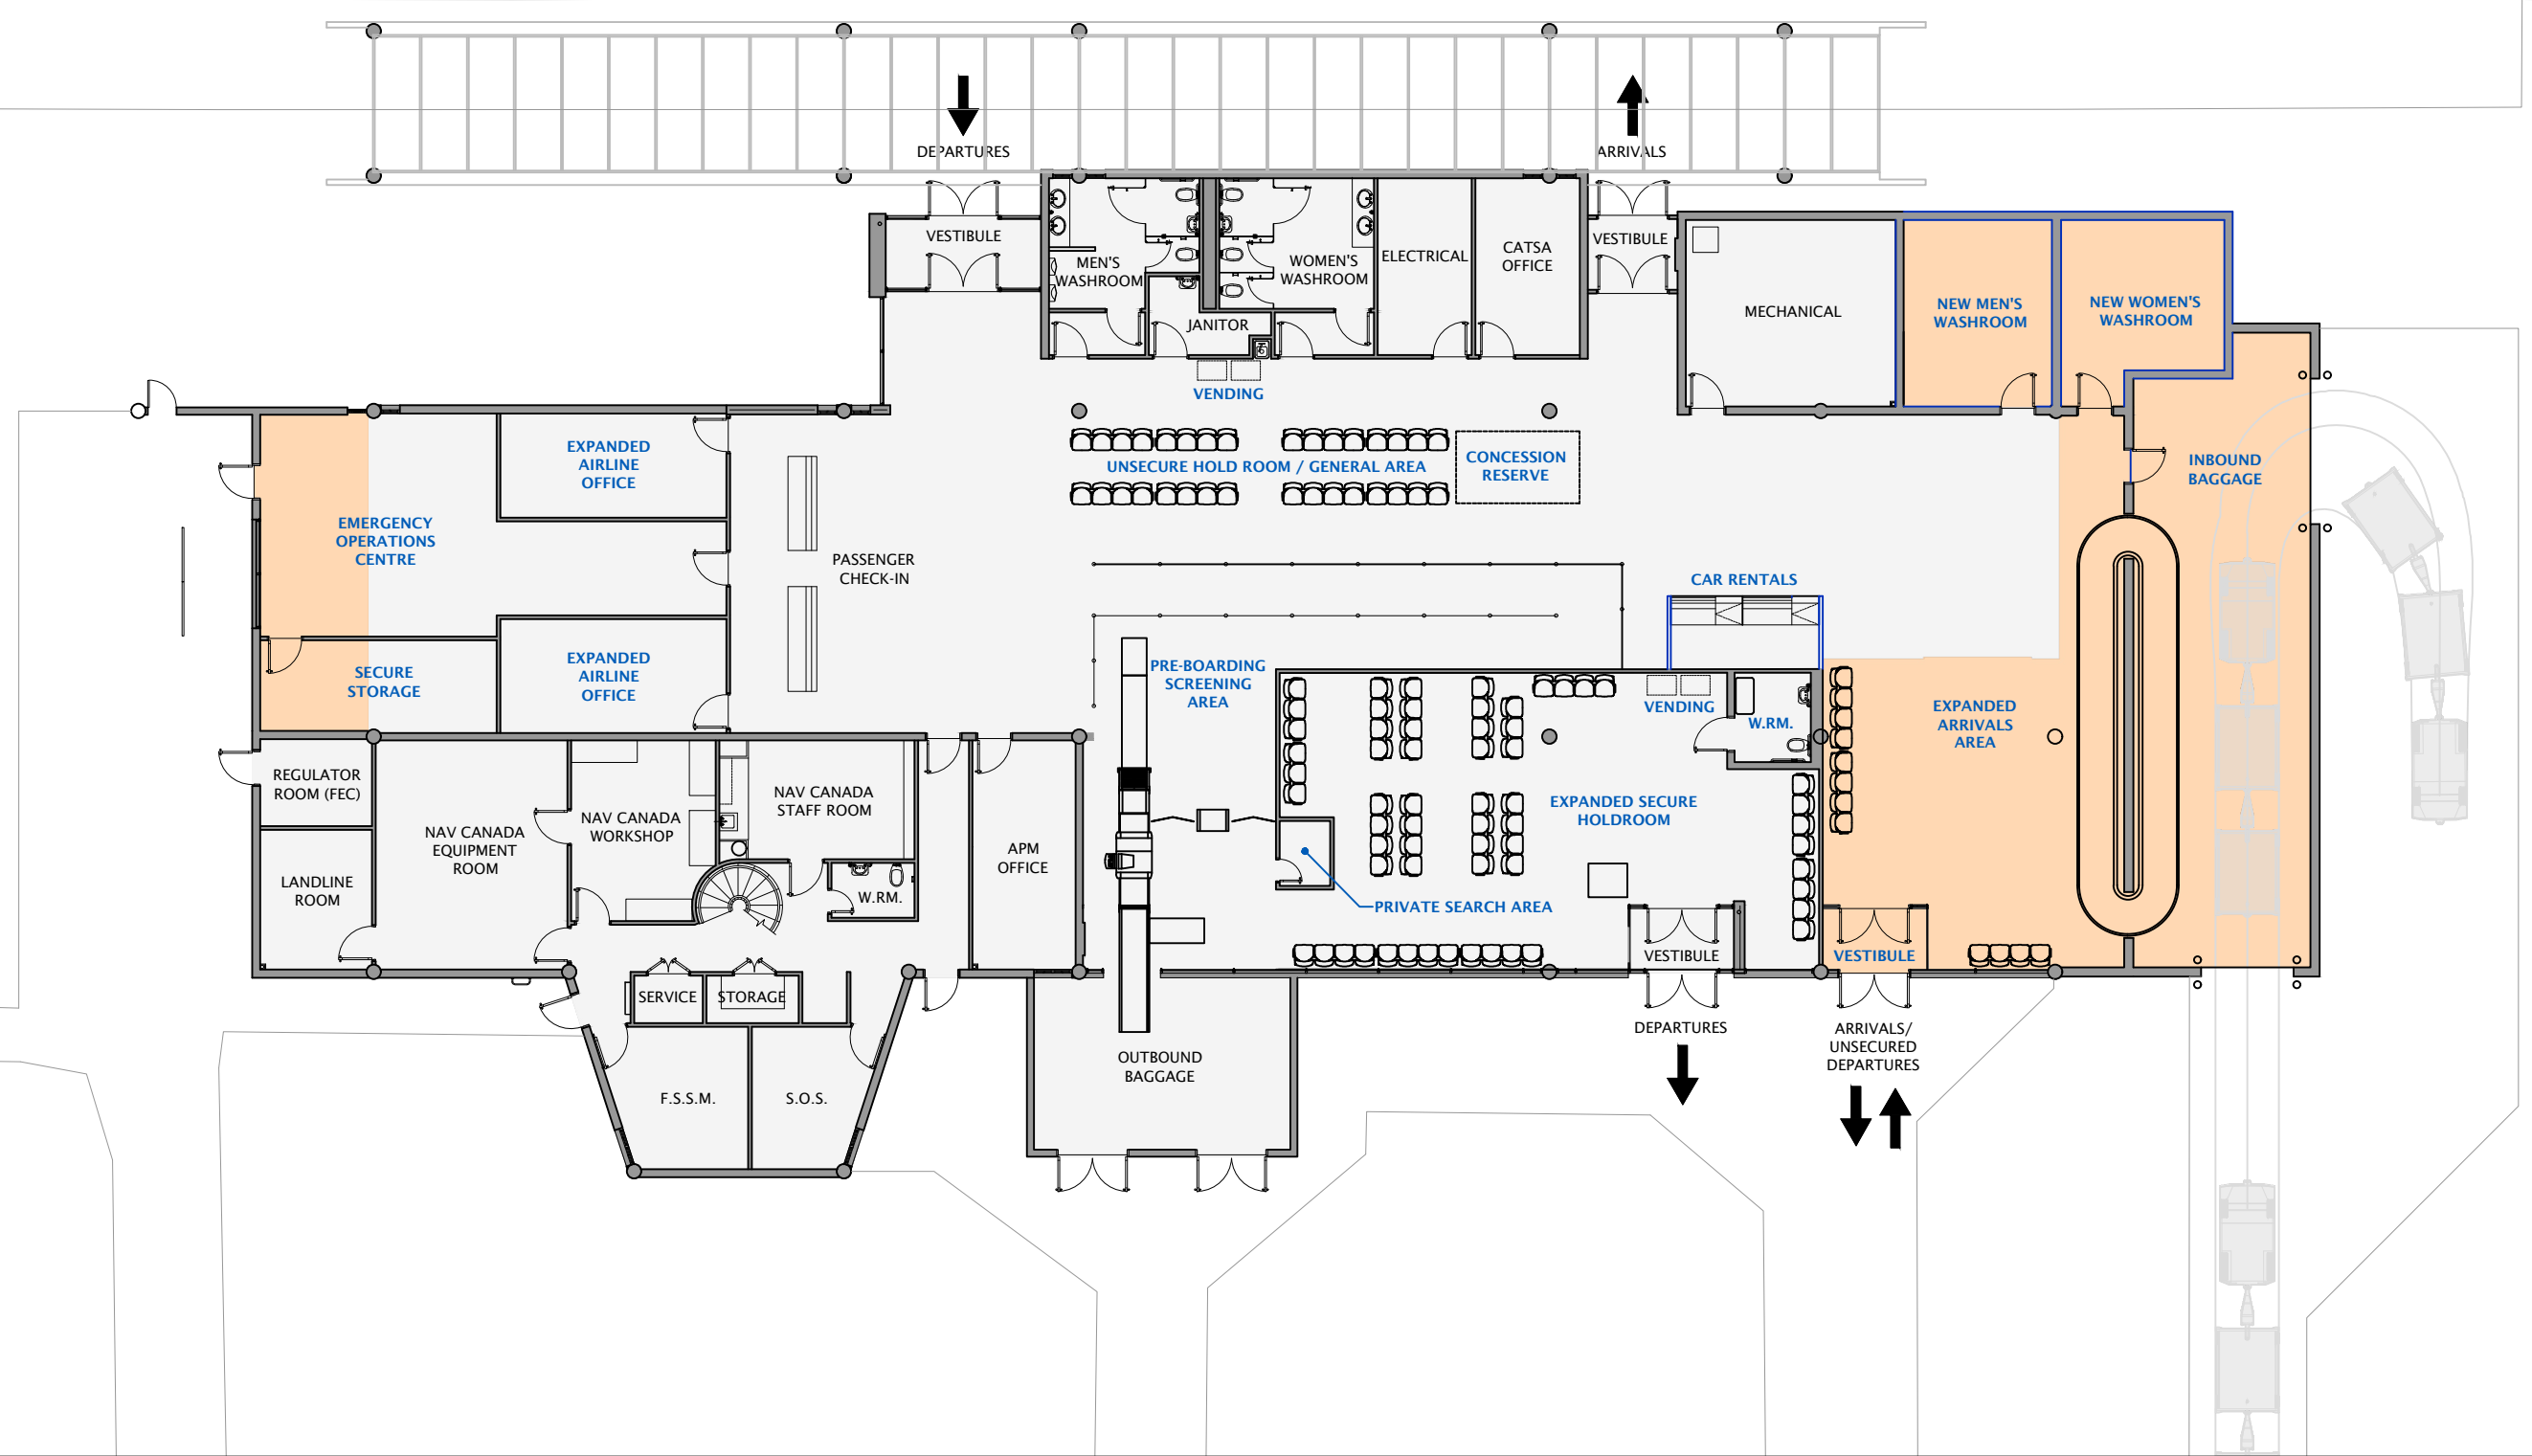 DEPARTURES
ARRIVALS
VESTIBULE
MEN'S
WASHROOM
JANITOR
WOMEN'S
WASHROOM
ELECTRICAL
CATSA
OFFICE
VESTIBULE
MECHANICAL
NEW MEN'S
WASHROOM
NEW WOMEN'S
WASHROOM
VENDING
EXPANDED
AIRLINE
OFFICE
UNSECURE HOLD ROOM / GENERAL AREA
CONCESSION
RESERVE
INBOUND
BAGGAGE
EMERGENCY
OPERATIONS
CENTRE
PASSENGER
CHECK-IN
CAR RENTALS
SECURE
STORAGE
EXPANDED
AIRLINE
OFFICE
PRE-BOARDING
SCREENING
AREA
VENDING
W.RM.
EXPANDED
ARRIVALS
AREA
REGULATOR
ROOM (FEC)
NAV CANADA
EQUIPMENT
ROOM
NAV CANADA
WORKSHOP
NAV CANADA
STAFF ROOM
APM
OFFICE
EXPANDED SECURE
HOLDROOM
LANDLINE
ROOM
W.RM.
PRIVATE SEARCH AREA
VESTIBULE
VESTIBULE
SERVICE
STORAGE
DEPARTURES
ARRIVALS/
UNSECURED
DEPARTURES
OUTBOUND
BAGGAGE
F.S.S.M.
S.O.S.